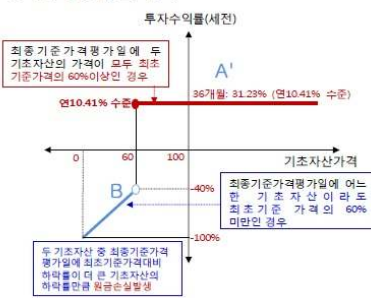 투자수익률(세전)
최종기준가격평가일에 두
기초자산의 가격이 모두 최초
기준가격의 60%이상인 경우
A'
36개월: 31.23% (연10.41% 수준)
연10.41% 수준
0
60
100
기초자산가격
B
-40%
최종기준가격평가일에 어느
한 기초자산이라도
최초기준 가격의 60%
미만인 경우
-100%
두 기초자산 중 최종기준가격
평가일에 최초기준가격대비
하락률이 더 큰 기초자산의
하락률만큼 원금손실발생